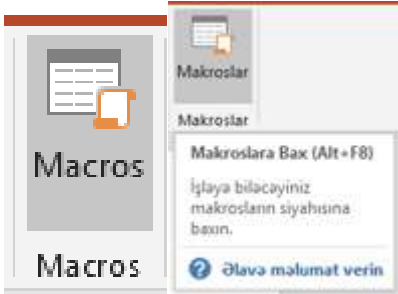 Macros
Macros
Makroslar
Makroslar
Makroslara Bax (Alt+F8)
İşləyə biləcəyiniz
makrosların siyahısına
baxın.
Əlavə məlumat verin